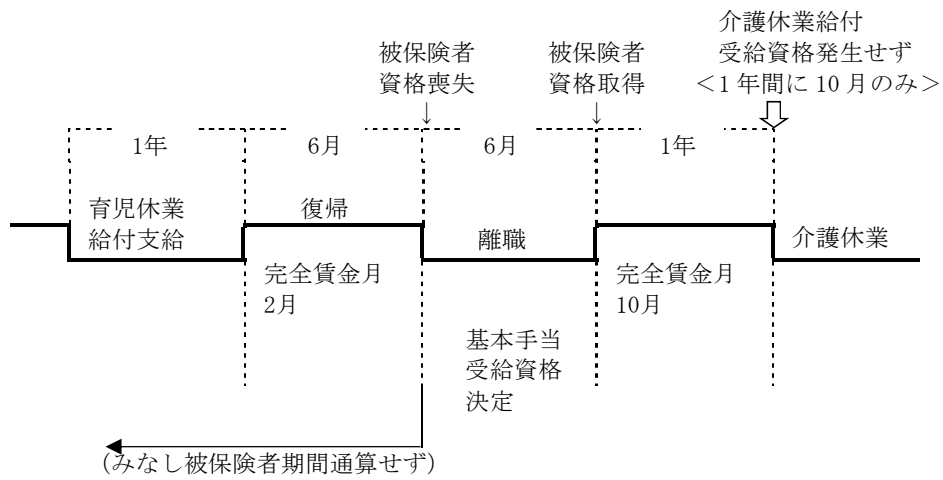 介護休業給付
受給資格発生せず
＜1年間に10月のみ＞
被保険者
資格喪失
↓
被保険者
資格取得
↓
1年
6月
6月
1年
育児休業
給付支給
復帰
離職
介護休業
完全賃金月
2月
完全賃金月
10月
基本手当
受給資格
決定
(みなし被保険者期間通算せず)